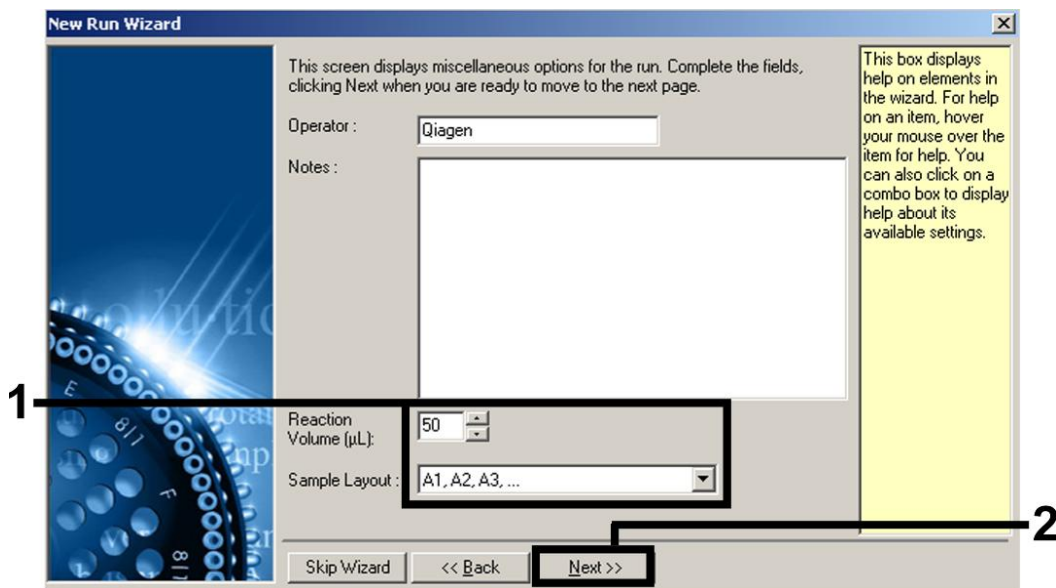 New Run Wizard
This screen displays miscellaneous options for the run. Complete the fields,
clicking Next when you are ready to move to the next page.
Operator :
Qiagen
Notes :
Reaction
Volume (µL):
50
Sample Layout :
A1, A2, A3, ...
Skip Wizard
<< Back
Next >>
This box displays
help on elements in
the wizard. For help
on an item, hover
your mouse over the
item for help. You
can also click on a
combo box to display
help about its
available settings.
1
2
E
8/1
F
8/1